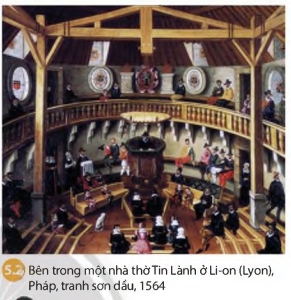 5.2 Bên trong một nhà thờ Tin Lành ở Li-on (Lyon),
Pháp, tranh sơn dầu, 1564